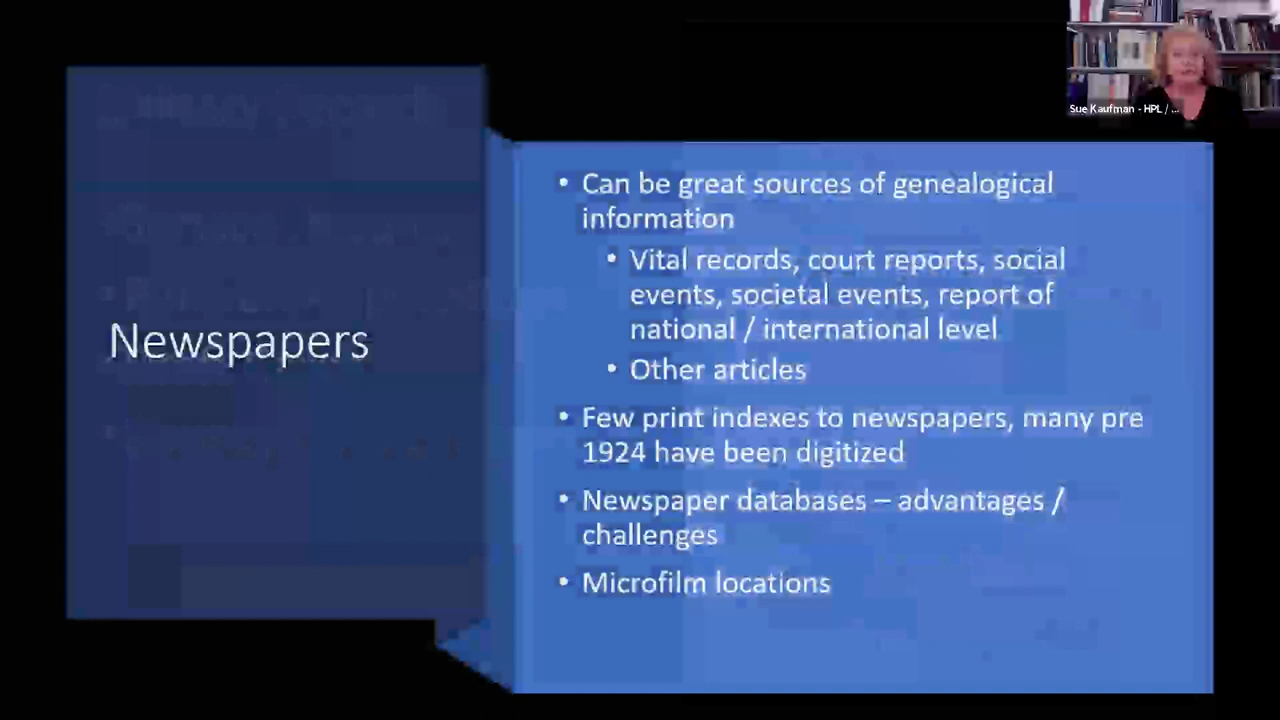 Sue Kaufman - HPL / ...
Newspapers
• Can be great sources of genealogical
information
• Vital records, court reports, social
events, societal events, report of
national / international level
• Other articles
• Few print indexes to newspapers, many pre
1924 have been digitized
• Newspaper databases – advantages /
challenges
• Microfilm locations